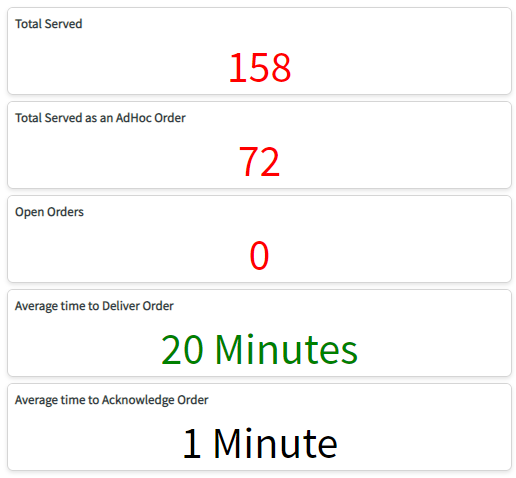 Total Served
158
Total Served as an AdHoc Order
72
Open Orders
0
Average time to Deliver Order
20 Minutes
Average time to Acknowledge Order
1 Minute